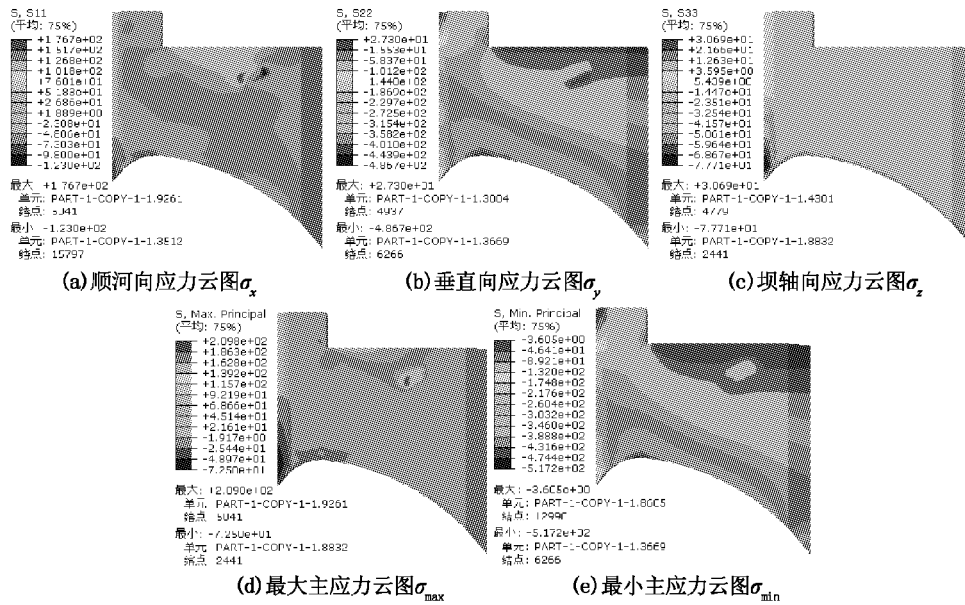 S, S11
(平均: 75%)
+1.767e+02
+1.517e+02
+1.268e+02
+1.018e+02
+7.601e+01
+2.686e+01
+1.889e+00
-2.308e+01
-4.806e+01
-7.303e+01
-9.800e+01
-1.230e+02
最大 +1.767e+02
单元: PART-1-COPY-1-1.9261
结点: 5041
最小: -1.230e+02
单元: PART-1-COPY-1-1.3512
结点: 15797
(a)顺河向应力云图σx
S, S22
(平均: 75%)
+2.730e+01
-1.553e+01
-5.837e+01
-1.012e+02
-1.440e+02
-1.869e+02
-2.297e+02
-2.725e+02
-3.154e+02
-3.582e+02
-4.010e+02
-4.439e+02
-4.867e+02
最大: +2.730e+01
单元: PART-1-COPY-1-1.3004
结点: 4937
最小: -4.867e+02
单元: PART-1-COPY-1-1.3669
结点: 6266
(b)垂直向应力云图σy
S, S33
(平均: 75%)
+3.069e+01
+2.166e+01
+1.263e+01
+3.595e+00
-1.447e+01
-2.351e+01
-3.254e+01
-4.157e+01
-5.061e+01
-5.964e+01
-6.867e+01
-7.771e+01
最大: +3.069e+01
单元: PART-1-COPY-1-1.4301
结点: 4779
最小: -7.771e+01
单元: PART-1-COPY-1-1.8832
结点: 2441
(c)坝轴向应力云图σz
S, Max. Principal
(平均: 75%)
+2.098e+02
+1.863e+02
+1.628e+02
+1.392e+02
+1.157e+02
+9.219e+01
+6.866e+01
+4.514e+01
+2.161e+01
-1.917e+00
-2.544e+01
-4.897e+01
-7.250e+01
最大:
单元: PART-1-COPY-1-1.9261
结点 5041
最小: -7.250e+01
单元: PART-1-COPY-1-1.8832
结点 2441
(d)最大主应力云图σmax
S, Min. Principal
(平均: 75%)
-3.605e+00
-4.641e+01
-8.921e+01
-1.320e+02
-1.748e+02
-2.176e+02
-2.604e+02
-3.032e+02
-3.460e+02
-3.888e+02
-4.316e+02
-4.744e+02
-5.172e+02
最大: -3.605e+00
单元: PART-1-COPY-1-1.8605
结点:
最小: -5.172e+02
单元: PART-1-COPY-1-1.3669
结点: 6266
(e)最小主应力云图σmin